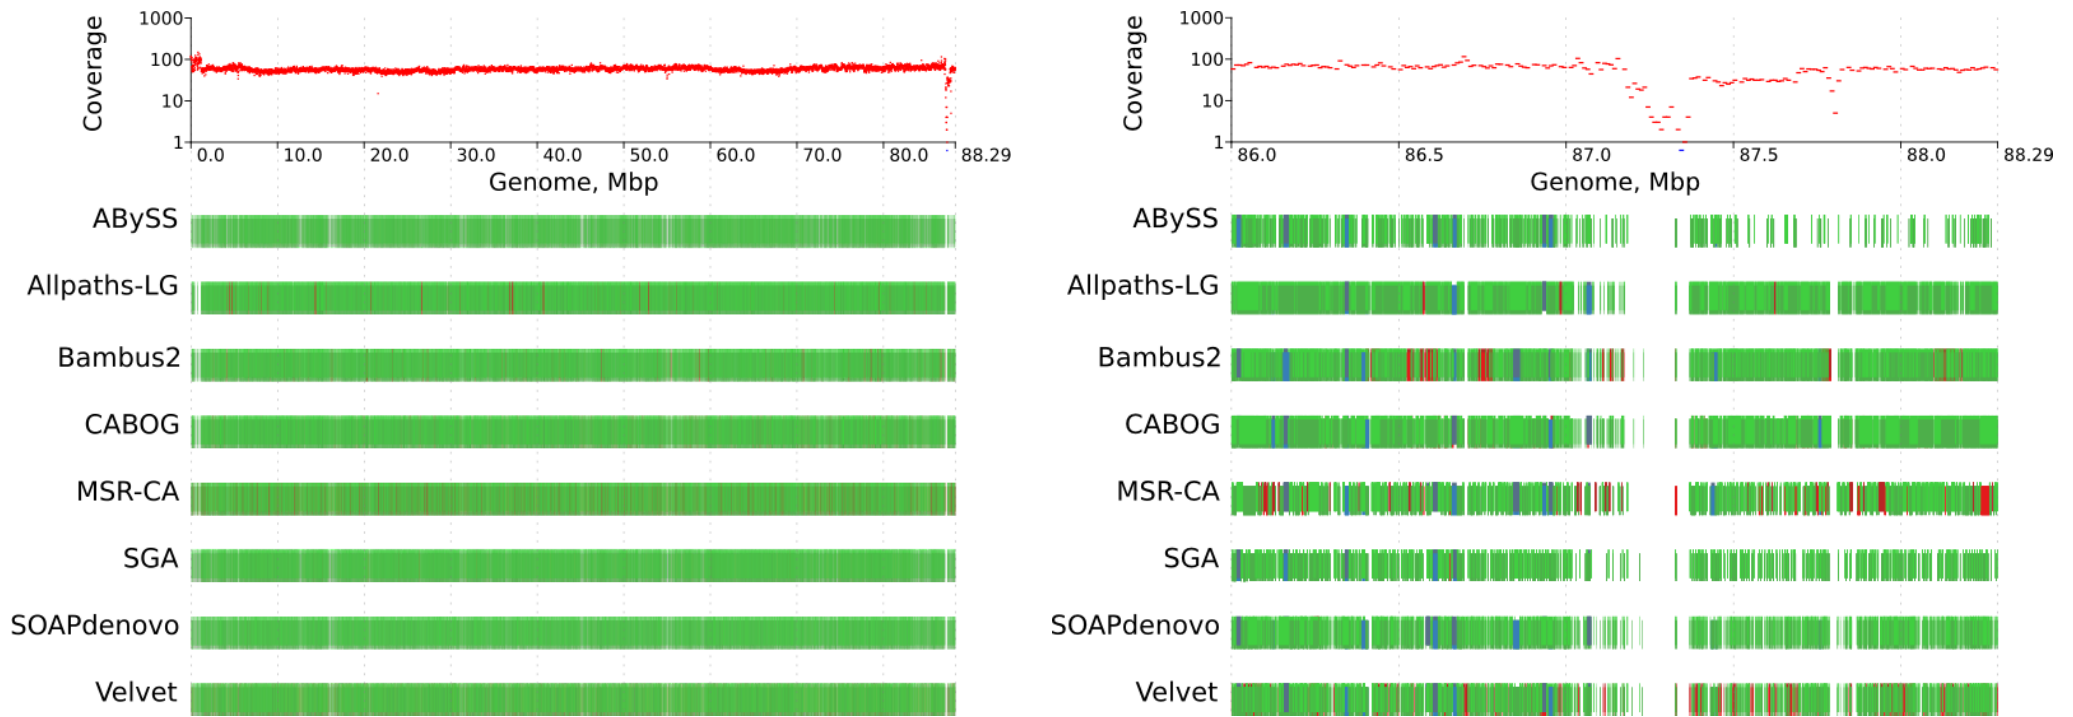 Coverage
1000
100
10
1
0.0 10.0 20.0 30.0 40.0 50.0 60.0 70.0 80.0 88.29
Genome, Mbp
ABySS
Allpaths-LG
Bambus2
CABOG
MSR-CA
SGA
SOAPdenovo
Velvet
Coverage
1000
100
10
1
86.0 86.5 87.0 87.5 88.0 88.29
Genome, Mbp
ABySS
Allpaths-LG
Bambus2
CABOG
MSR-CA
SGA
SOAPdenovo
Velvet